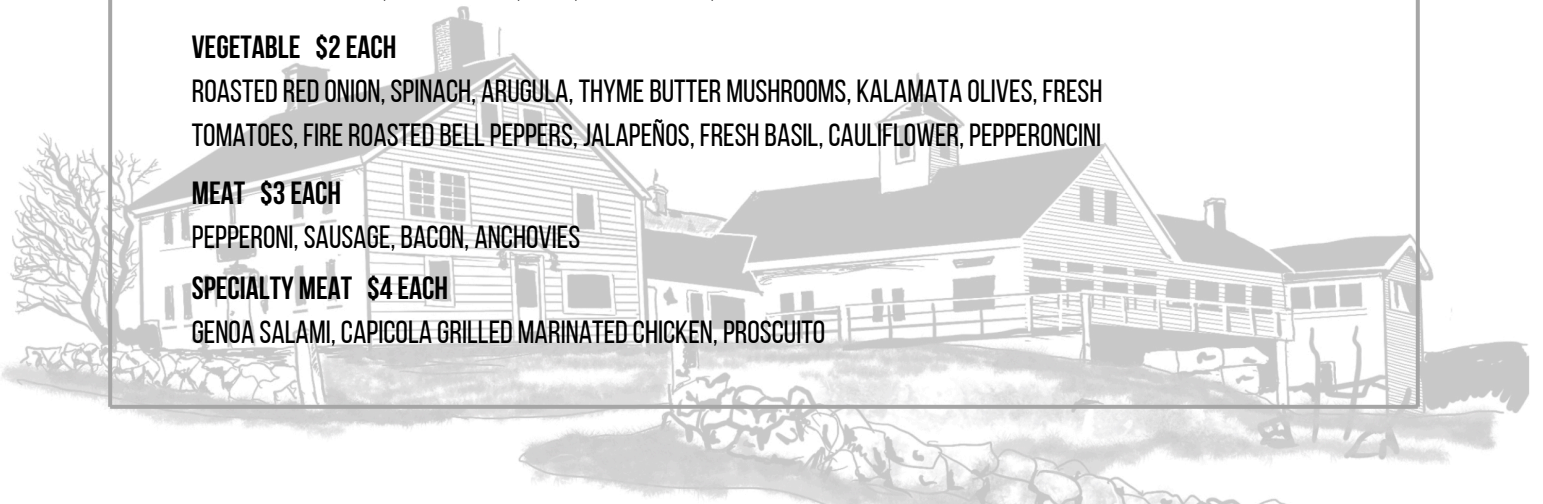 VEGETABLE $2 EACH
ROASTED RED ONION, SPINACH, ARUGULA, THYME BUTTER MUSHROOMS, KALAMATA OLIVES, FRESH
TOMATOES, FIRE ROASTED BELL PEPPERS, JALAPEÑOS, FRESH BASIL, CAULIFLOWER, PEPPERONCINI
MEAT $3 EACH
PEPPERONI, SAUSAGE, BACON, ANCHOVIES
SPECIALTY MEAT $4 EACH
GENOA SALAMI, CAPICOLA GRILLED MARINATED CHICKEN, PROSCUITO